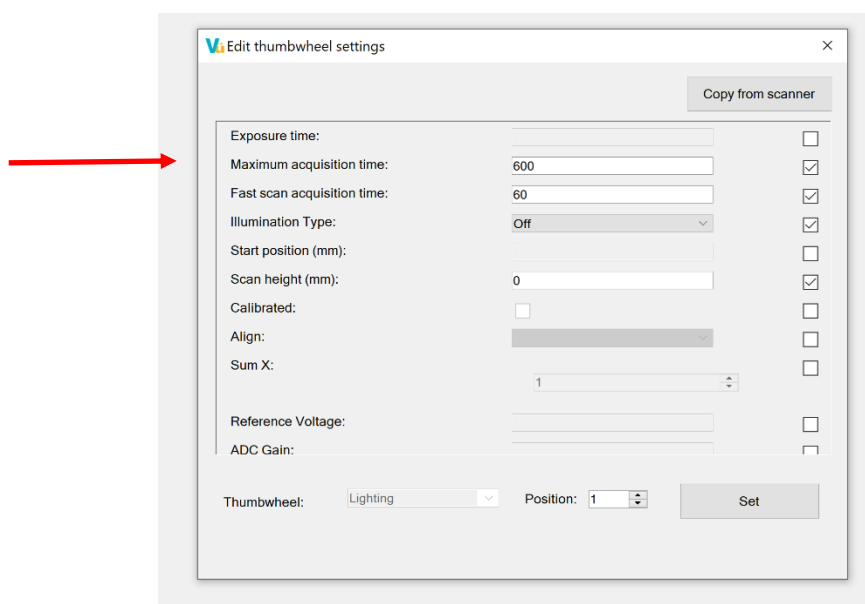 Edit thumbwheel settings
Copy from scanner
Exposure time:
Maximum acquisition time: 600
Fast scan acquisition time: 60
Illumination Type: Off
Start position (mm):
Scan height (mm): 0
Calibrated:
Align:
Sum X:
1
Reference Voltage:
ADC Gain:
Thumbwheel: Lighting Position: 1 Set